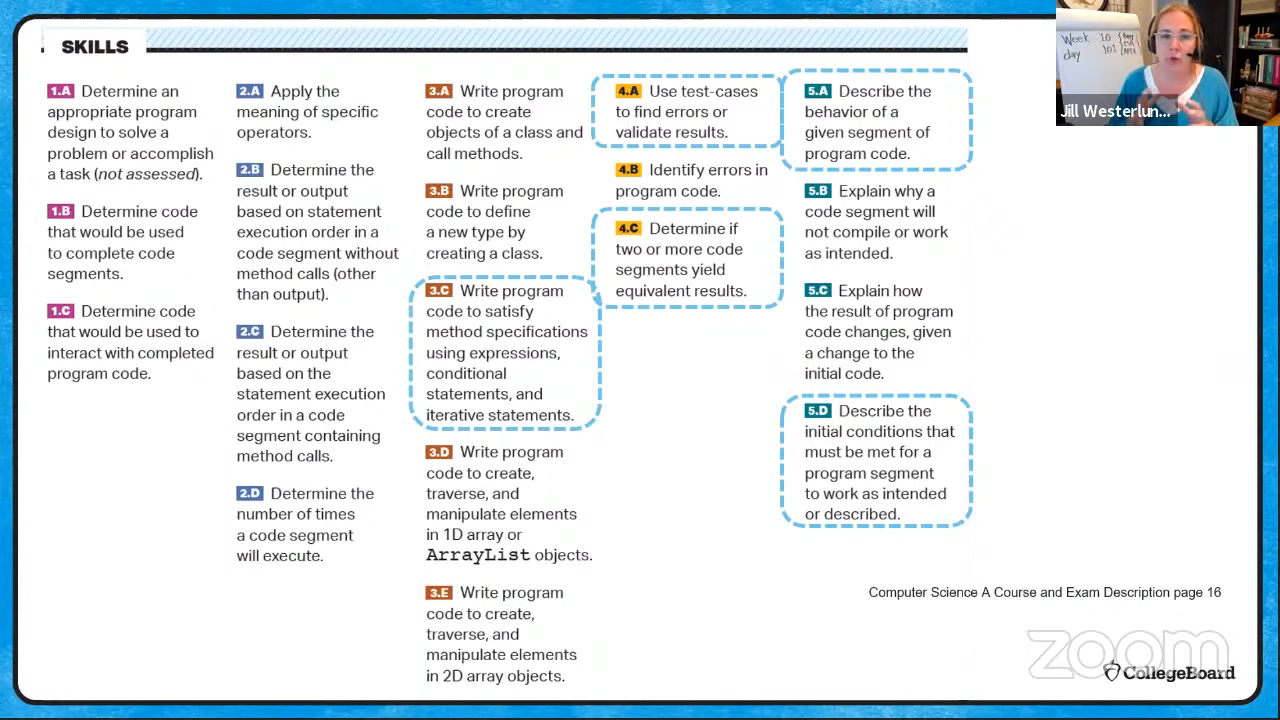 SKILLS
1.A Determine an
appropriate program
design to solve a
problem or accomplish
a task (not assessed).
1.B Determine code
that would be used
to complete code
segments.
1.C Determine code
that would be used to
interact with completed
program code.
2.A Apply the
meaning of specific
operators.
2.B Determine the
result or output
based on statement
execution order in a
code segment without
method calls (other
than output).
2.C Determine the
result or output
based on the
statement execution
order in a code
segment containing
method calls.
2.D Determine the
number of times
a code segment
will execute.
3.A Write program
code to create
objects of a class and
call methods.
3.B Write program
code to define
a new type by
creating a class.
3.C Write program
code to satisfy
method specifications
using expressions,
conditional
statements, and
iterative statements.
3.D Write program
code to create,
traverse, and
manipulate elements
in 1D array or
ArrayList objects.
3.E Write program
code to create,
traverse, and
manipulate elements
in 2D array objects.
4.A Use test-cases
to find errors or
validate results.
4.B Identify errors in
program code.
4.C Determine if
two or more code
segments yield
equivalent results.
5.A Describe the
behavior of a
given segment of
program code.
5.B Explain why a
code segment will
not compile or work
as intended.
5.C Explain how
the result of program
code changes, given
a change to the
initial code.
5.D Describe the
initial conditions that
must be met for a
program segment
to work as intended
or described.
Week 10
day 101
Jill Westerlun...
Computer Science A Course and Exam Description page 16
zoom
CollegeBoard